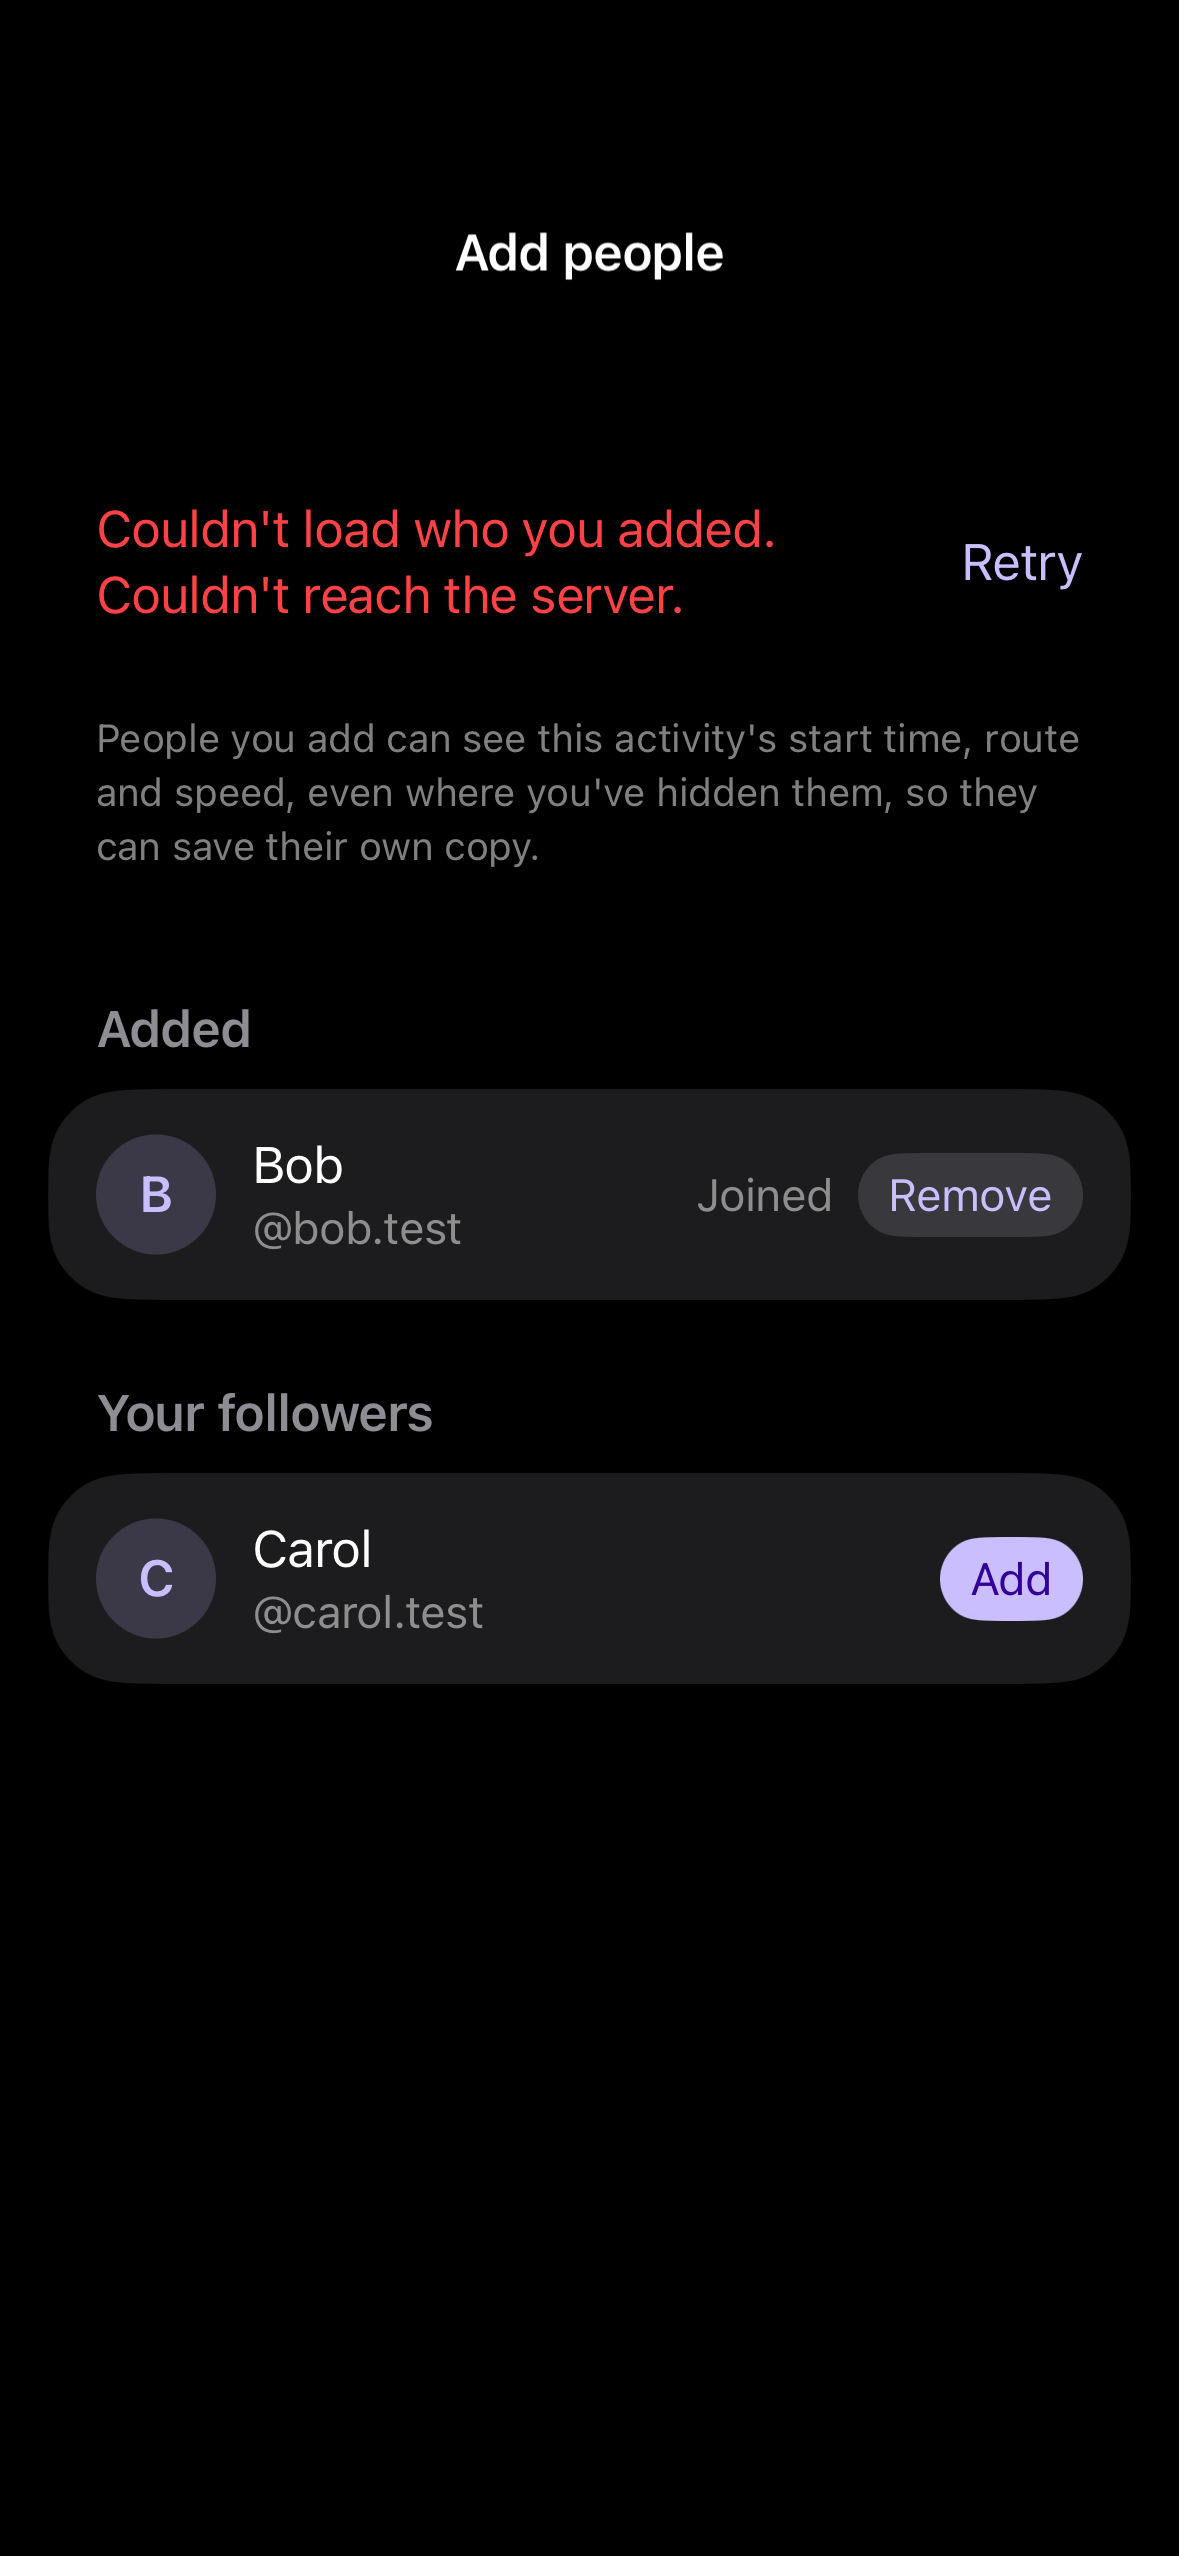 Add people
Couldn't load who you added.
Couldn't reach the server.
Retry
People you add can see this activity's start time, route
and speed, even where you've hidden them, so they
can save their own copy.
Added
B
Bob
@bob.test
Joined
Remove
Your followers
C
Carol
@carol.test
Add